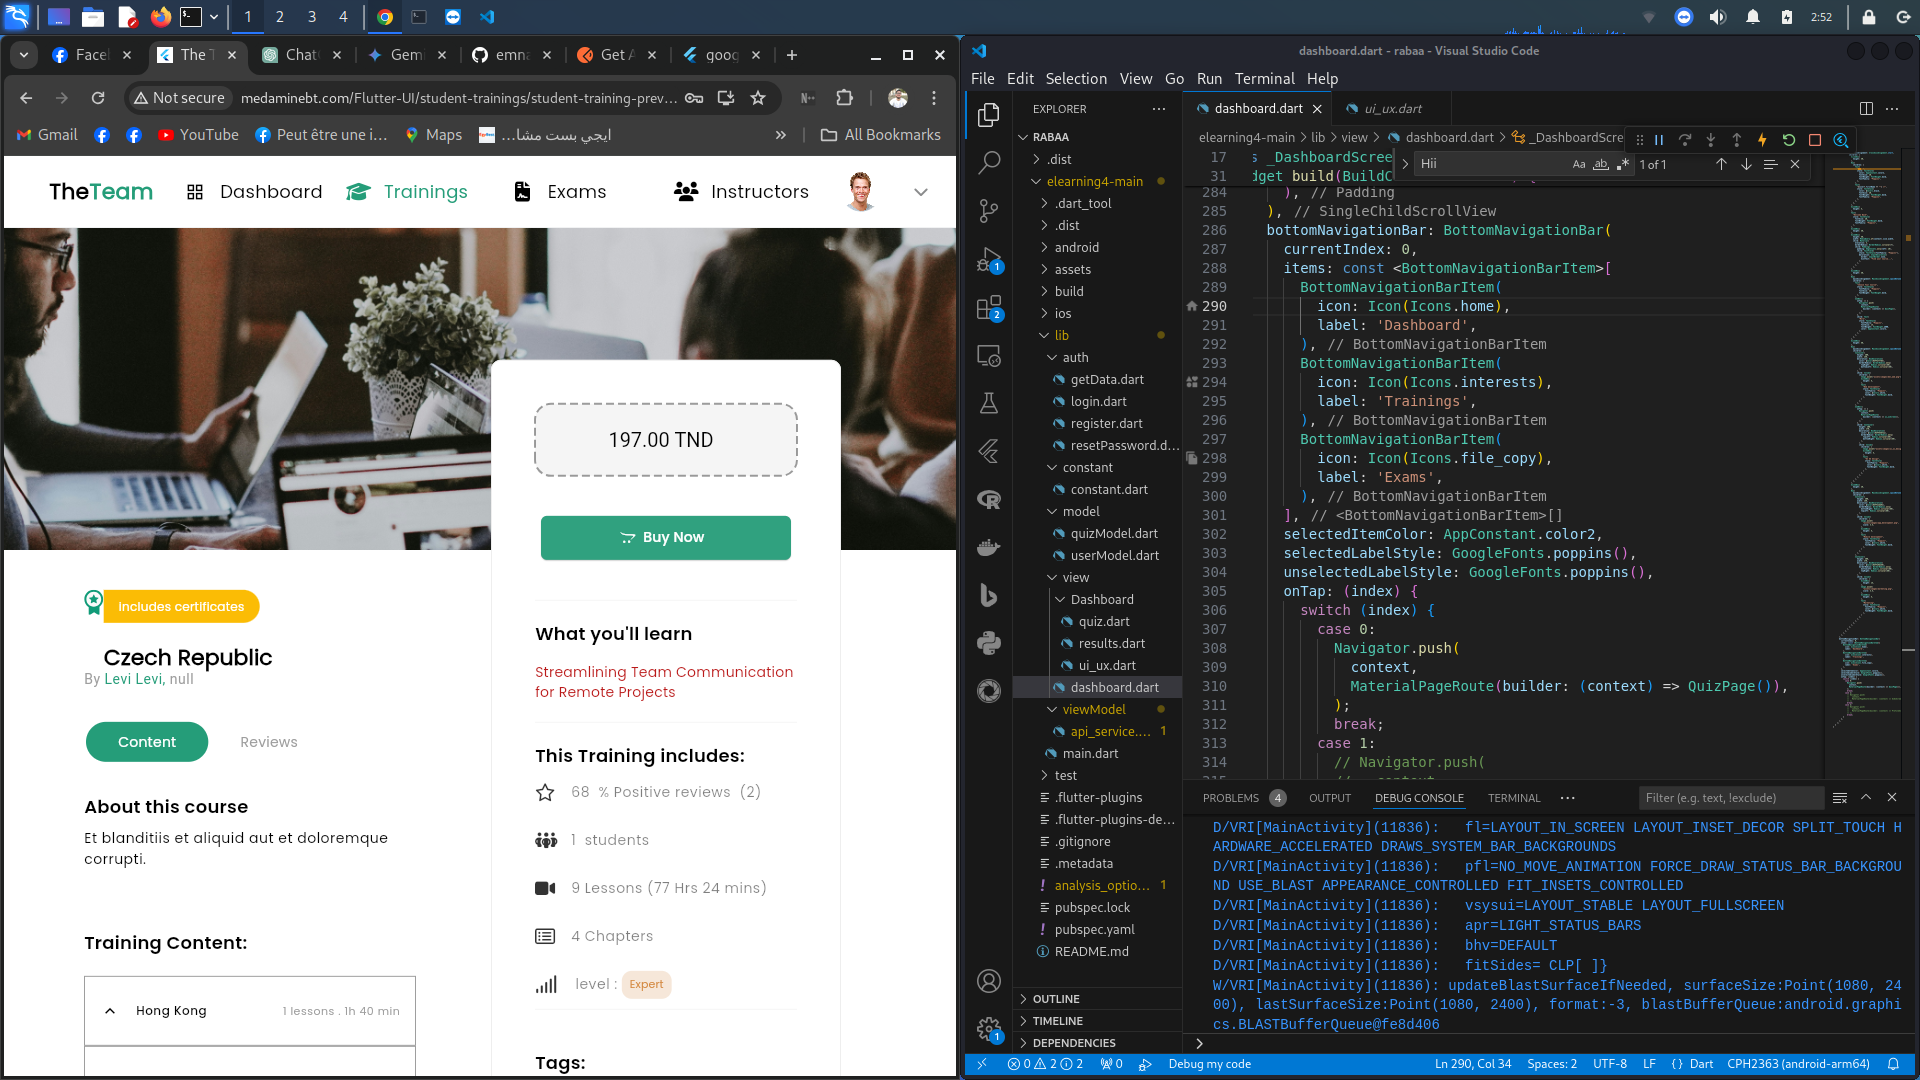 1
2
3
4
2:52
Facel
The T
Chat
Gemi
emna
Get A
goog
Not secure
medaminebt.com/Flutter-UI/student-trainings/student-training-prev...
Gmail
YouTube
Peut être une i...
Maps
ايجي بست مشا...
All Bookmarks
TheTeam
Dashboard
Trainings
Exams
Instructors
197.00 TND
Buy Now
Includes certificates
Czech Republic
By Levi Levi, null
Content
Reviews
About this course
Et blanditiis et aliquid aut et doloremque
corrupti.
Training Content:
Hong Kong
1 lessons . 1h 40 min
What you'll learn
Streamlining Team Communication
for Remote Projects
This Training includes:
68 % Positive reviews (2)
1 students
9 Lessons (77 Hrs 24 mins)
4 Chapters
level : Expert
Tags:
dashboard.dart - rabaa - Visual Studio Code
File Edit Selection View Go Run Terminal Help
EXPLORER
RABAA
.dist
elearning4-main
.dart_tool
.dist
android
assets
build
ios
lib
auth
getData.dart
login.dart
register.dart
resetPassword.d...
constant
constant.dart
model
quizModel.dart
userModel.dart
view
Dashboard
quiz.dart
results.dart
ui_ux.dart
dashboard.dart
viewModel
api_service.... 1
main.dart
test
.flutter-plugins
.flutter-plugins-de...
.gitignore
.metadata
analysis_optio... 1
pubspec.lock
pubspec.yaml
README.md
OUTLINE
TIMELINE
DEPENDENCIES
1
2
1
dashboard.dart
ui_ux.dart
elearning4-main > lib > view > dashboard.dart > _DashboardScre
Hii
Aa
ab
1 of 1
17 s _DashboardScree
31 dget build(BuildC
284 ), // Padding
285 ), // SingleChildScrollView
286 bottomNavigationBar: BottomNavigationBar(
287 currentIndex: 0,
288 items: const <BottomNavigationBarItem>[
289 BottomNavigationBarItem(
290 icon: Icon(Icons.home),
291 label: 'Dashboard',
292 ), // BottomNavigationBarItem
293 BottomNavigationBarItem(
294 icon: Icon(Icons.interests),
295 label: 'Trainings',
296 ), // BottomNavigationBarItem
297 BottomNavigationBarItem(
298 icon: Icon(Icons.file_copy),
299 label: 'Exams',
300 ), // BottomNavigationBarItem
301 ], // <BottomNavigationBarItem>[]
302 selectedItemColor: AppConstant.color2,
303 selectedLabelStyle: GoogleFonts.poppins(),
304 unselectedLabelStyle: GoogleFonts.poppins(),
305 onTap: (index) {
306 switch (index) {
307 case 0:
308 Navigator.push(
309 context,
310 MaterialPageRoute(builder: (context) => QuizPage()),
311 );
312 break;
313 case 1:
314 // Navigator.push(
PROBLEMS 4
OUTPUT
DEBUG CONSOLE
TERMINAL
Filter (e.g. text, !exclude)
D/VRI[MainActivity](11836): fl=LAYOUT_IN_SCREEN LAYOUT_INSET_DECOR SPLIT_TOUCH H
ARDWARE_ACCELERATED DRAWS_SYSTEM_BAR_BACKGROUNDS
D/VRI[MainActivity](11836): pfl=NO_MOVE_ANIMATION FORCE_DRAW_STATUS_BAR_BACKGROU
ND USE_BLAST APPEARANCE_CONTROLLED FIT_INSETS_CONTROLLED
D/VRI[MainActivity](11836): vsysui=LAYOUT_STABLE LAYOUT_FULLSCREEN
D/VRI[MainActivity](11836): apr=LIGHT_STATUS_BARS
D/VRI[MainActivity](11836): bhv=DEFAULT
D/VRI[MainActivity](11836): fitSides= CLP[ ]}
W/VRI[MainActivity](11836): updateBlastSurfaceIfNeeded, surfaceSize:Point(1080, 24
00), lastSurfaceSize:Point(1080, 2400), format:-3, blastBufferQueue:android.graphi
cs.BLASTBufferQueue@fe8d406
0 2 2
0
Debug my code
Ln 290, Col 34
Spaces: 2
UTF-8
LF
{ } Dart
CPH2363 (android-arm64)